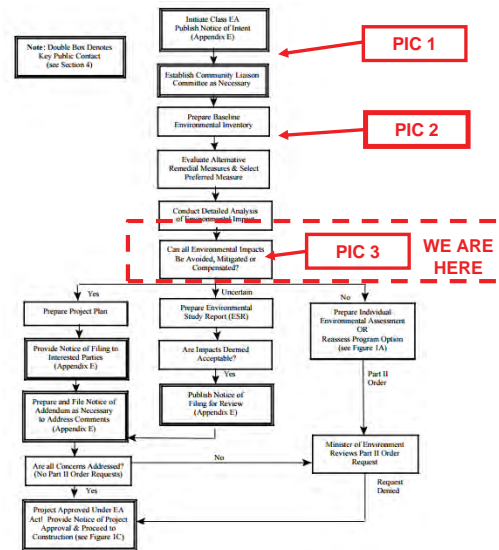 Initiate Class EA
Publish Notice of Intent
(Appendix E)
Note: Double Box Denotes
Key Public Contact
(see Section 4)
PIC 1
Establish Community Liaison
Committee as Necessary
Prepare Baseline
Environmental Inventory
PIC 2
Evaluate Alternative
Remedial Measures & Select
Preferred Measure
Conduct Detailed Analysis
of Environmental Impact
Can all Environmental Impacts
Be Avoided, Mitigated or
Compensated?
PIC 3
WE ARE
HERE
Yes
Uncertain
No
Prepare Project Plan
Prepare Environmental
Study Report (ESR)
Prepare Individual
Environmental Assessment
OR
Reassess Program Option
(see Figure 1A)
Provide Notice of Filing to
Interested Parties
(Appendix E)
Are Impacts Deemed
Acceptable?
Yes
Part II
Order
Prepare and File Notice of
Addendum as Necessary
to Address Comments
(Appendix E)
Publish Notice of
Filing for Review
(Appendix E)
Are all Concerns Addressed?
(No Part II Order Requests)
No
Minister of Environment
Reviews Part II Order
Request
Yes
Request
Denied
Project Approved Under EA
Act! Provide Notice of Project
Approval & Proceed to
Construction (see Figure 1C)